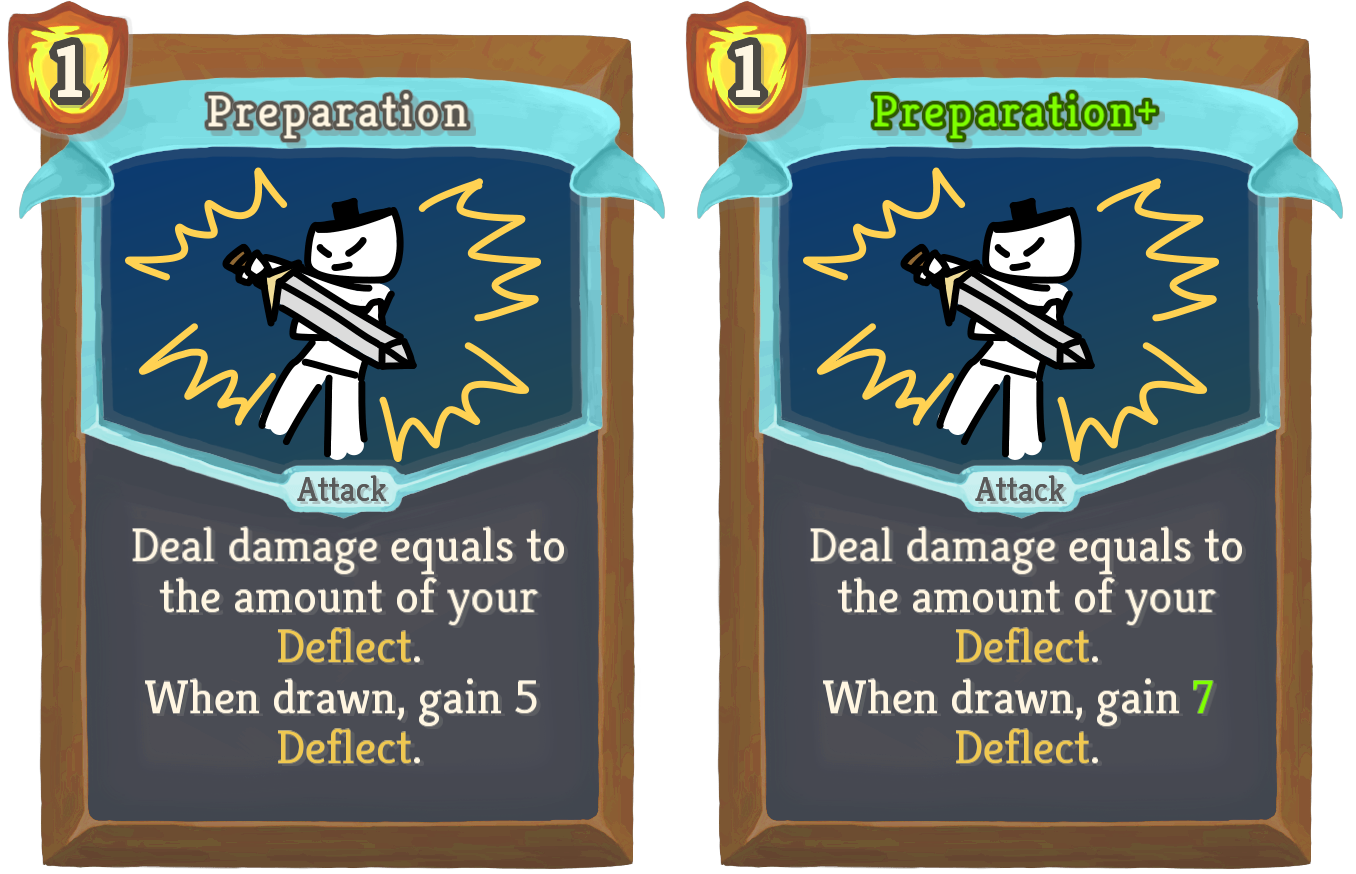 1
Preparation
Attack
Deal damage equals to
the amount of your
Deflect.
When drawn, gain 5
Deflect.
1
Preparation+
Attack
Deal damage equals to
the amount of your
Deflect.
When drawn, gain 7
Deflect.